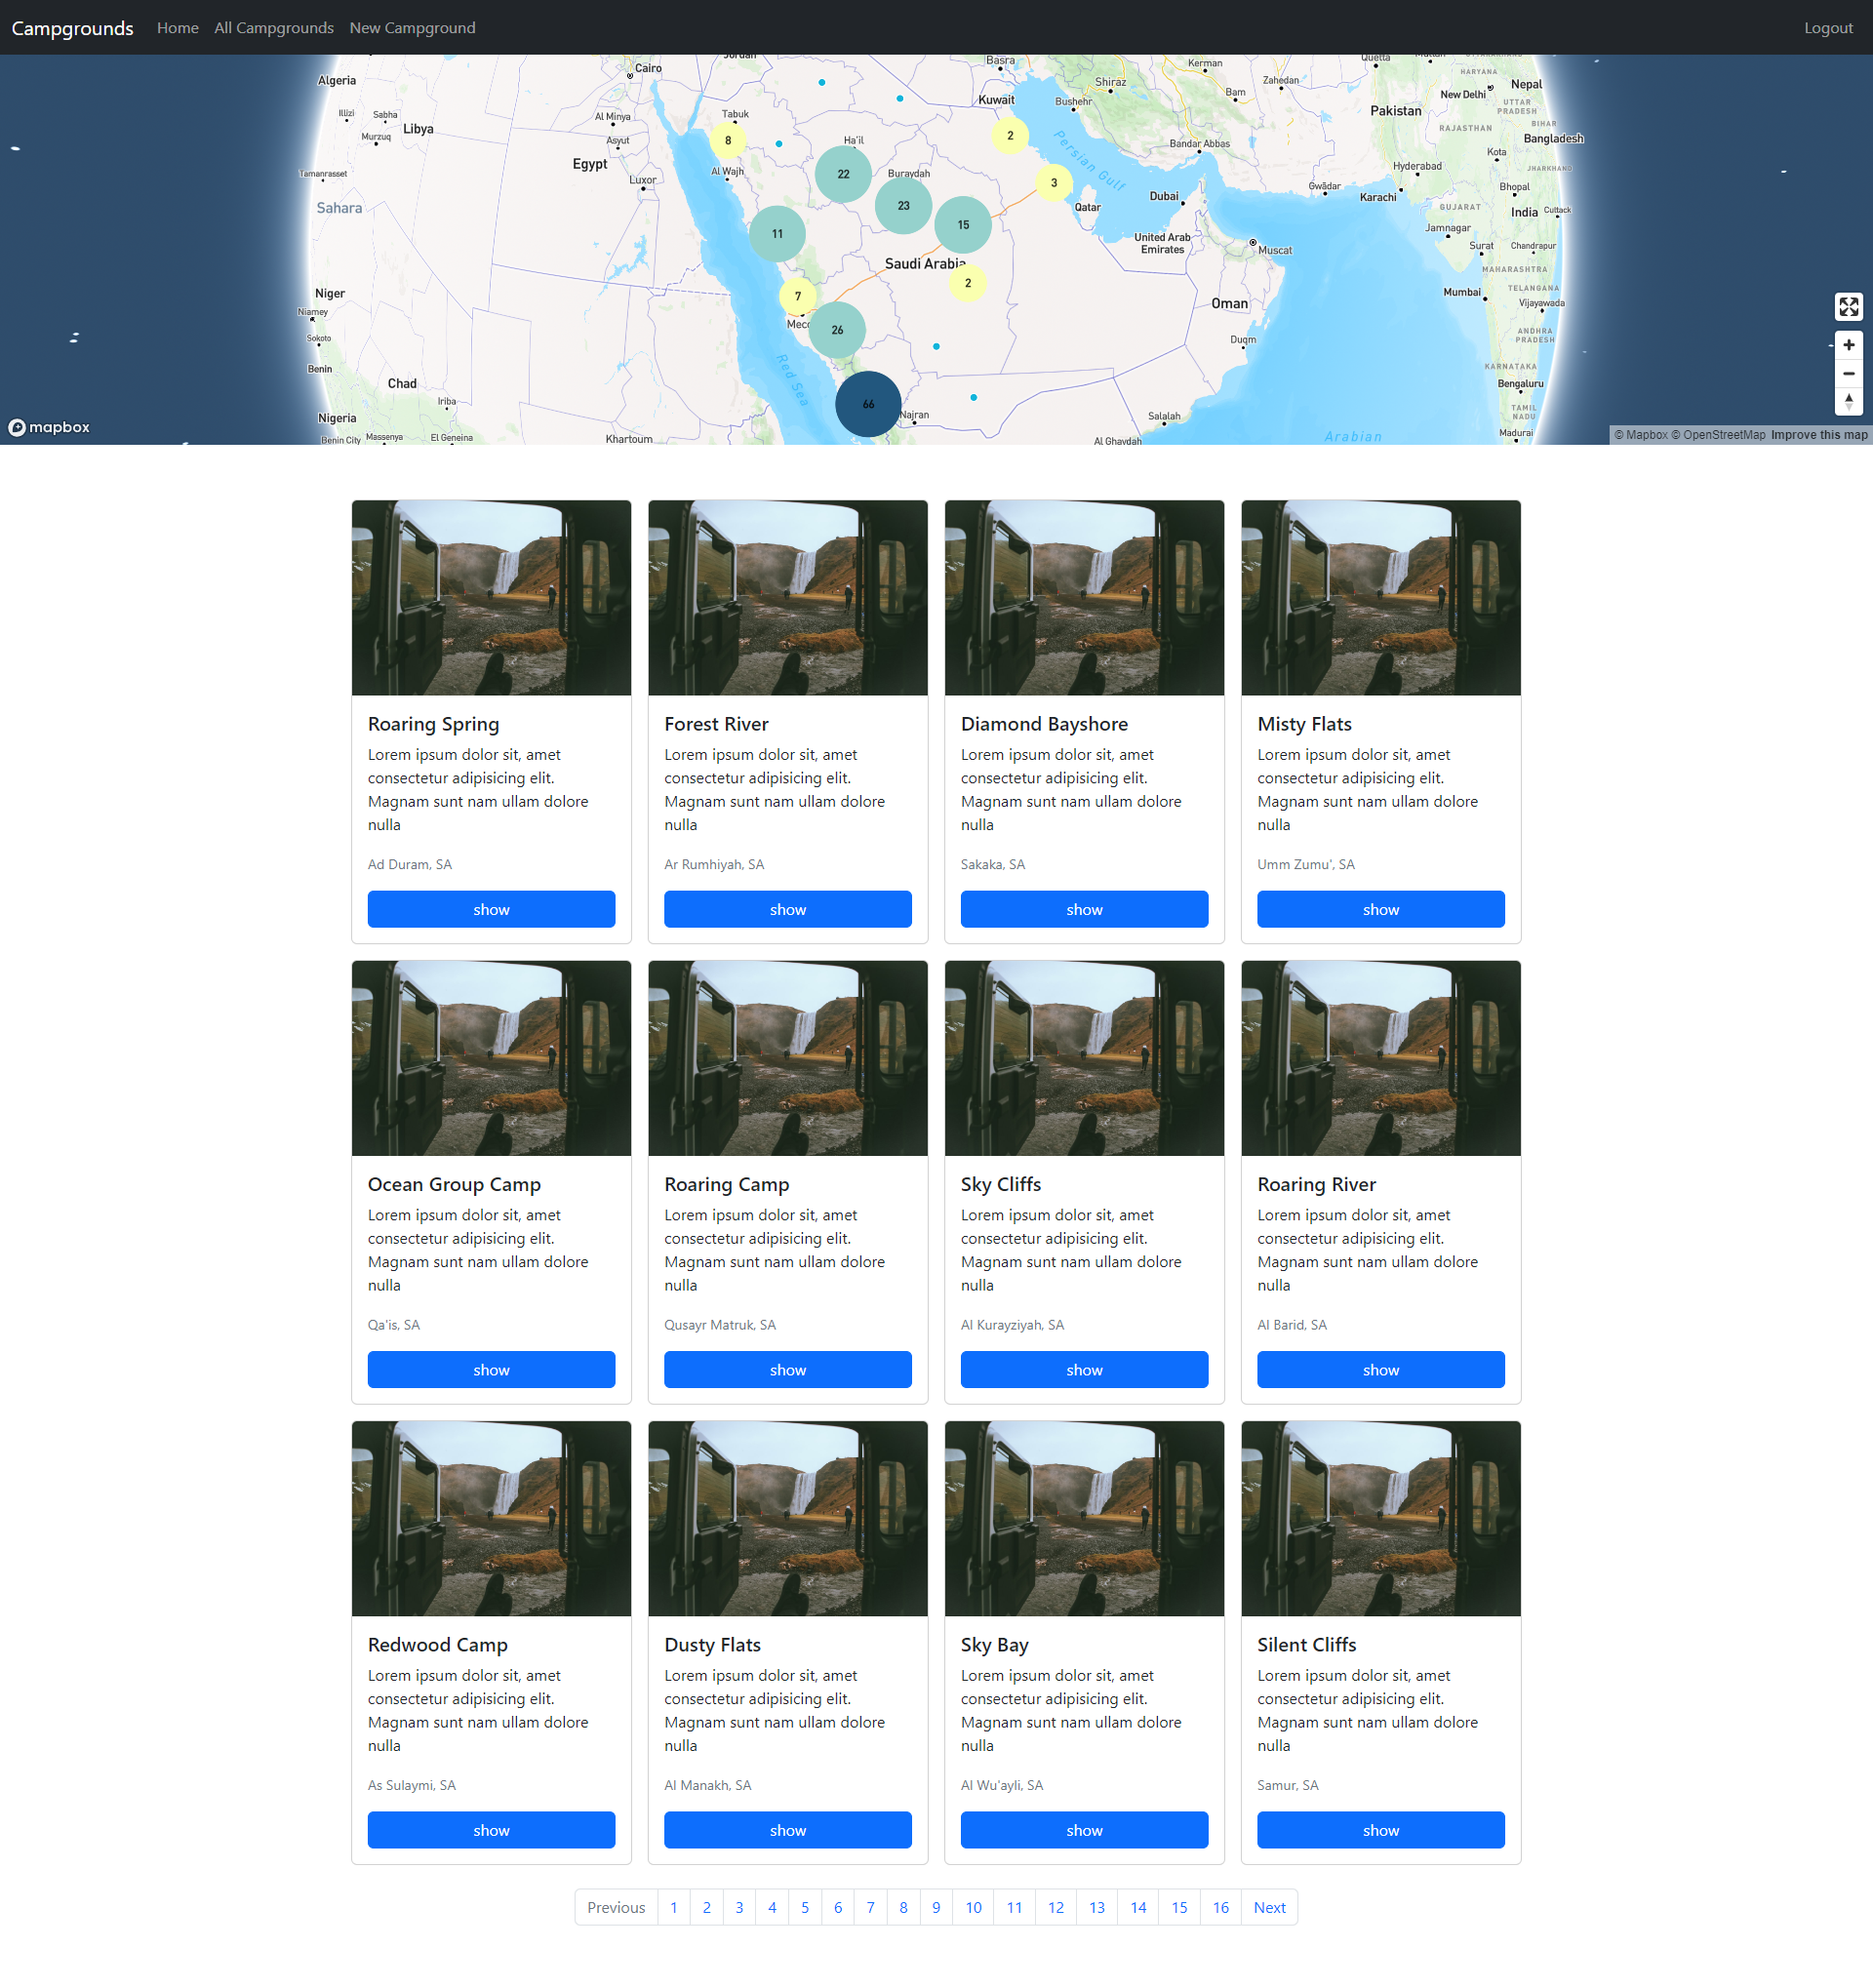 Campgrounds Home All Campgrounds New Campground Logout
Jordan
Cairo
Basra
Kerman
Quetta
Algeria
Shiraz
Zahedan
HARYANA
Nepal
Illizi
Sabha
Al Minya
Tabuk
Kuwait
Bushehr
Bam
Pakistan
New Delhi
UTTAR
PRADESH
Murzuq
Libya
Asyut
8
Ha'il
2
Persian Gulf
Bandar Abbas
RAJASTHAN
BIHAR
Bangladesh
Kota
Tamanrasset
Egypt
Luxor
Al Wajh
22
Buraydah
3
Hyderabad
JHARKHAND
Sahara
23
15
Qatar
Dubai
Gwādar
Karachi
Bhopal
GUJARAT
India
Cuttack
11
United Arab
Emirates
Muscat
Jamnagar
Surat
Chandrapur
Saudi Arabia
MAHARASHTRA
TELANGANA
Niger
7
2
Oman
Mumbai
Vijayawada
Niamey
Mecc
26
ANDHRA
PRADESH
Sokoto
Duqm
Benin
Red Sea
KARNATAKA
Chad
Bengaluru
Iriba
66
Najran
Salalah
TAMIL
NADU
Nigeria
Benin City
Massenya
El Geneina
Khartoum
Al Ghaydah
Arabian
Madurai
mapbox
© Mapbox © OpenStreetMap Improve this map
Roaring Spring
Lorem ipsum dolor sit, amet
consectetur adipisicing elit.
Magnam sunt nam ullam dolore
nulla
Ad Duram, SA
show
Forest River
Lorem ipsum dolor sit, amet
consectetur adipisicing elit.
Magnam sunt nam ullam dolore
nulla
Ar Rumhiyah, SA
show
Diamond Bayshore
Lorem ipsum dolor sit, amet
consectetur adipisicing elit.
Magnam sunt nam ullam dolore
nulla
Sakaka, SA
show
Misty Flats
Lorem ipsum dolor sit, amet
consectetur adipisicing elit.
Magnam sunt nam ullam dolore
nulla
Umm Zumu', SA
show
Ocean Group Camp
Lorem ipsum dolor sit, amet
consectetur adipisicing elit.
Magnam sunt nam ullam dolore
nulla
Qa'is, SA
show
Roaring Camp
Lorem ipsum dolor sit, amet
consectetur adipisicing elit.
Magnam sunt nam ullam dolore
nulla
Qusayr Matruk, SA
show
Sky Cliffs
Lorem ipsum dolor sit, amet
consectetur adipisicing elit.
Magnam sunt nam ullam dolore
nulla
Al Kurayziyah, SA
show
Roaring River
Lorem ipsum dolor sit, amet
consectetur adipisicing elit.
Magnam sunt nam ullam dolore
nulla
Al Barid, SA
show
Redwood Camp
Lorem ipsum dolor sit, amet
consectetur adipisicing elit.
Magnam sunt nam ullam dolore
nulla
As Sulaymi, SA
show
Dusty Flats
Lorem ipsum dolor sit, amet
consectetur adipisicing elit.
Magnam sunt nam ullam dolore
nulla
Al Manakh, SA
show
Sky Bay
Lorem ipsum dolor sit, amet
consectetur adipisicing elit.
Magnam sunt nam ullam dolore
nulla
Al Wu'ayli, SA
show
Silent Cliffs
Lorem ipsum dolor sit, amet
consectetur adipisicing elit.
Magnam sunt nam ullam dolore
nulla
Samur, SA
show
Previous 1 2 3 4 5 6 7 8 9 10 11 12 13 14 15 16 Next